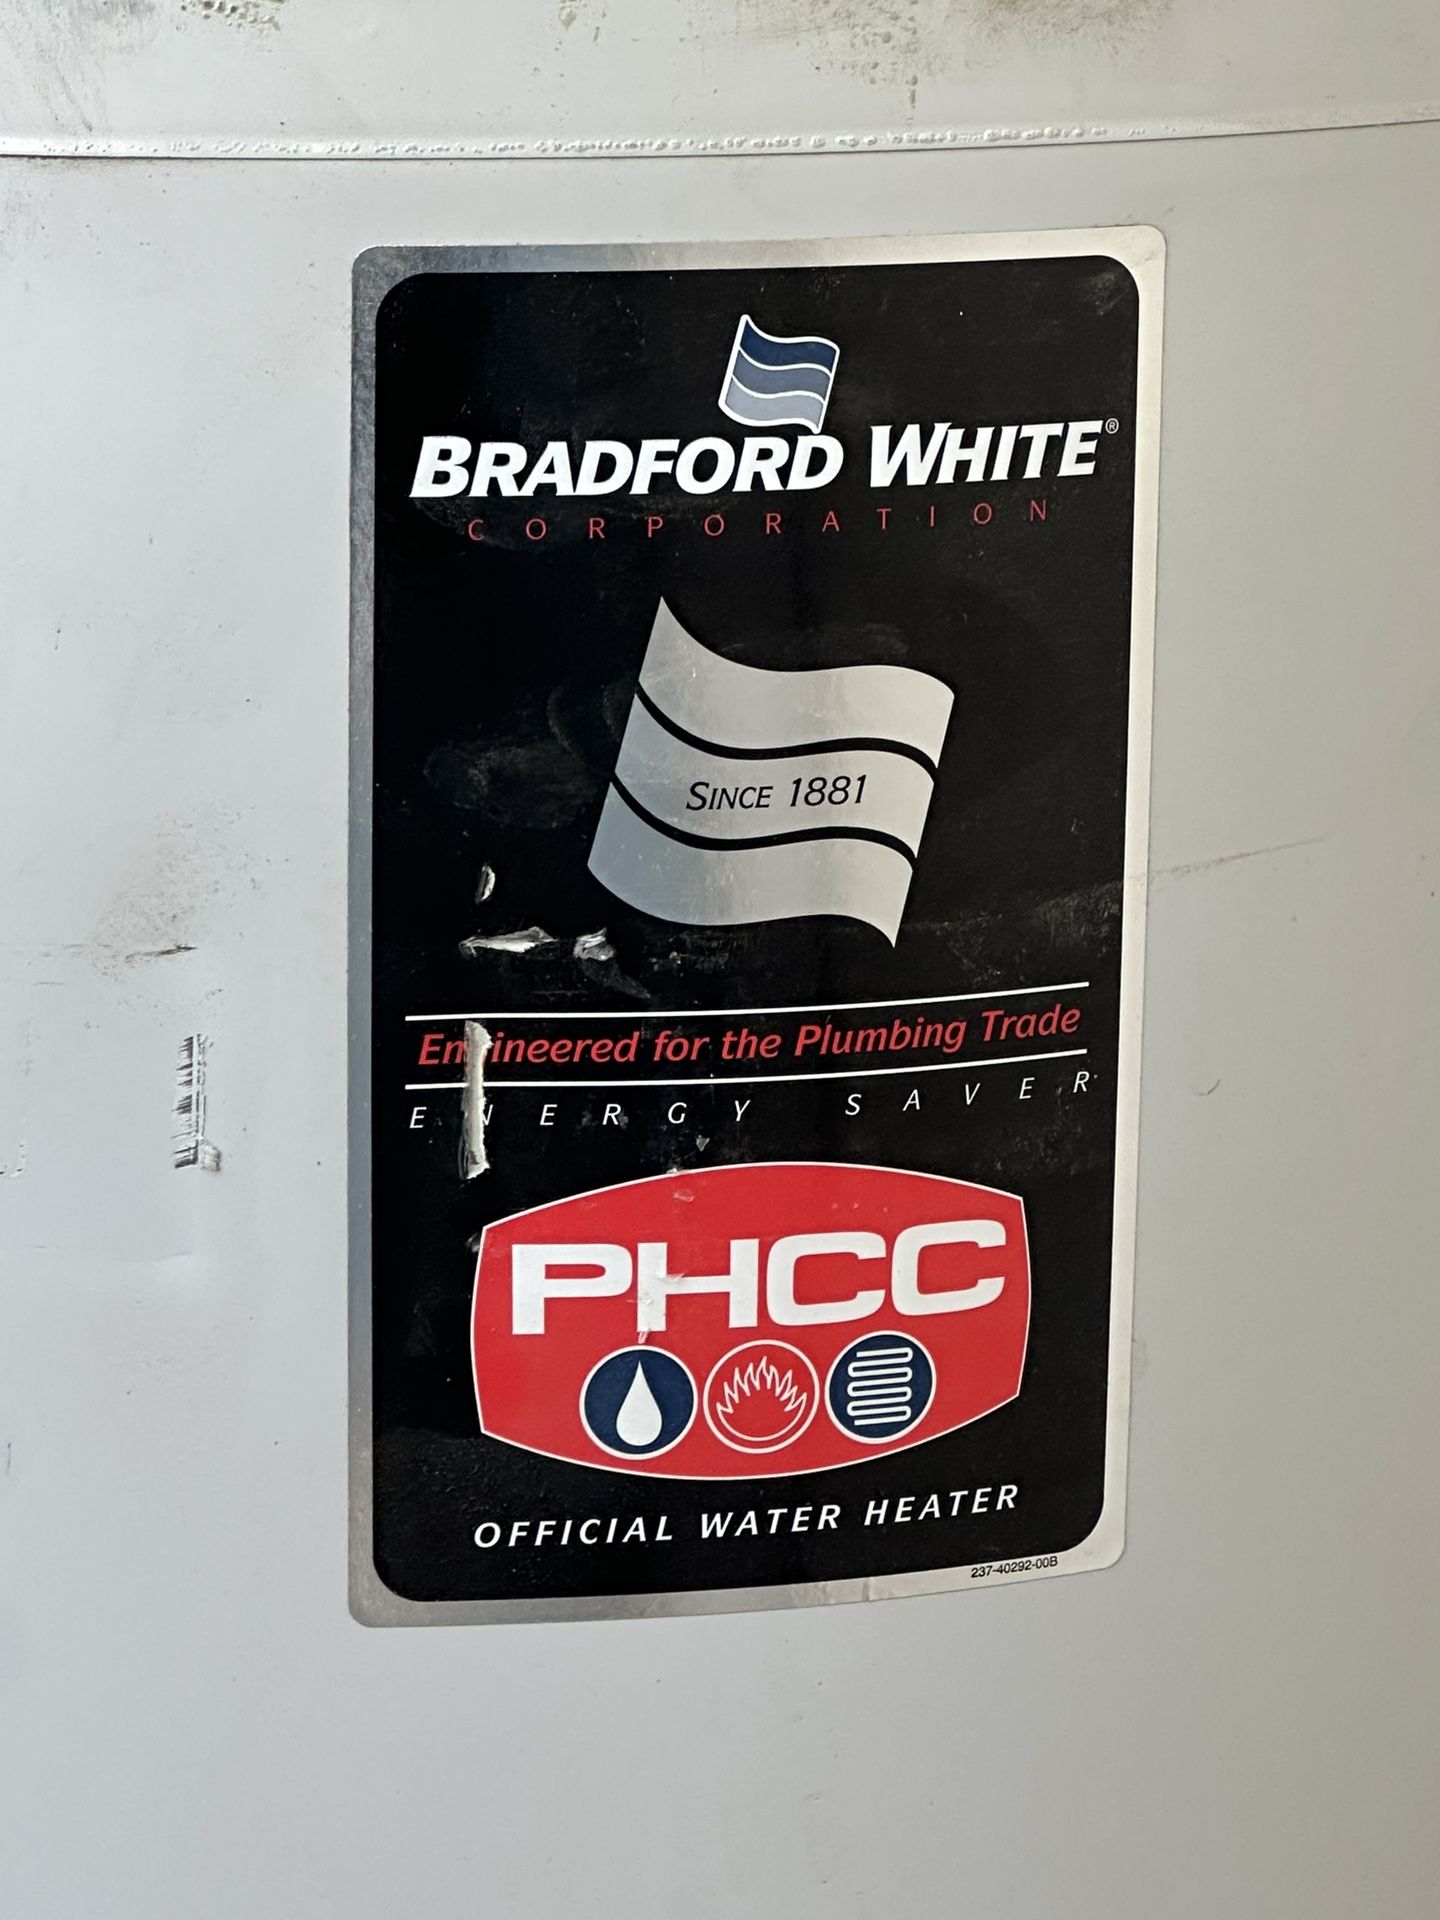 BRADFORD WHITE®
CORPORATION
SINCE 1881
Engineered for the Plumbing Trade
ENERGY SAVER
PHCC
OFFICIAL WATER HEATER
237-40292-00B